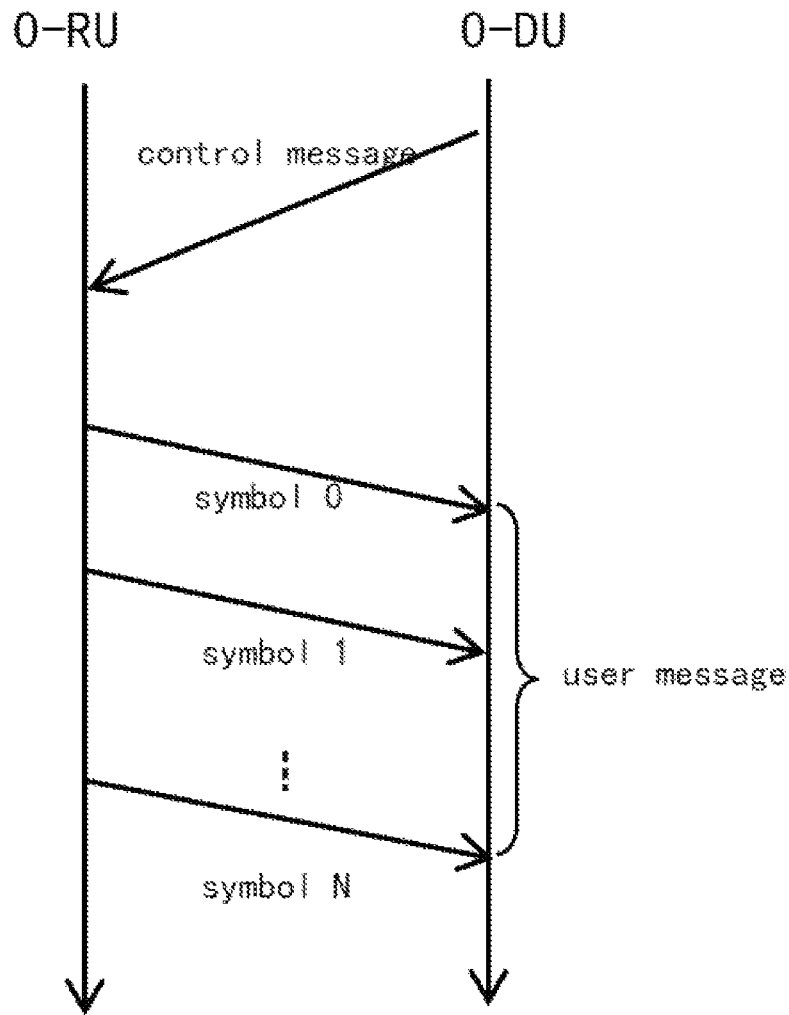 O-RU
O-DU
control message
symbol 0
symbol 1
user message
symbol N